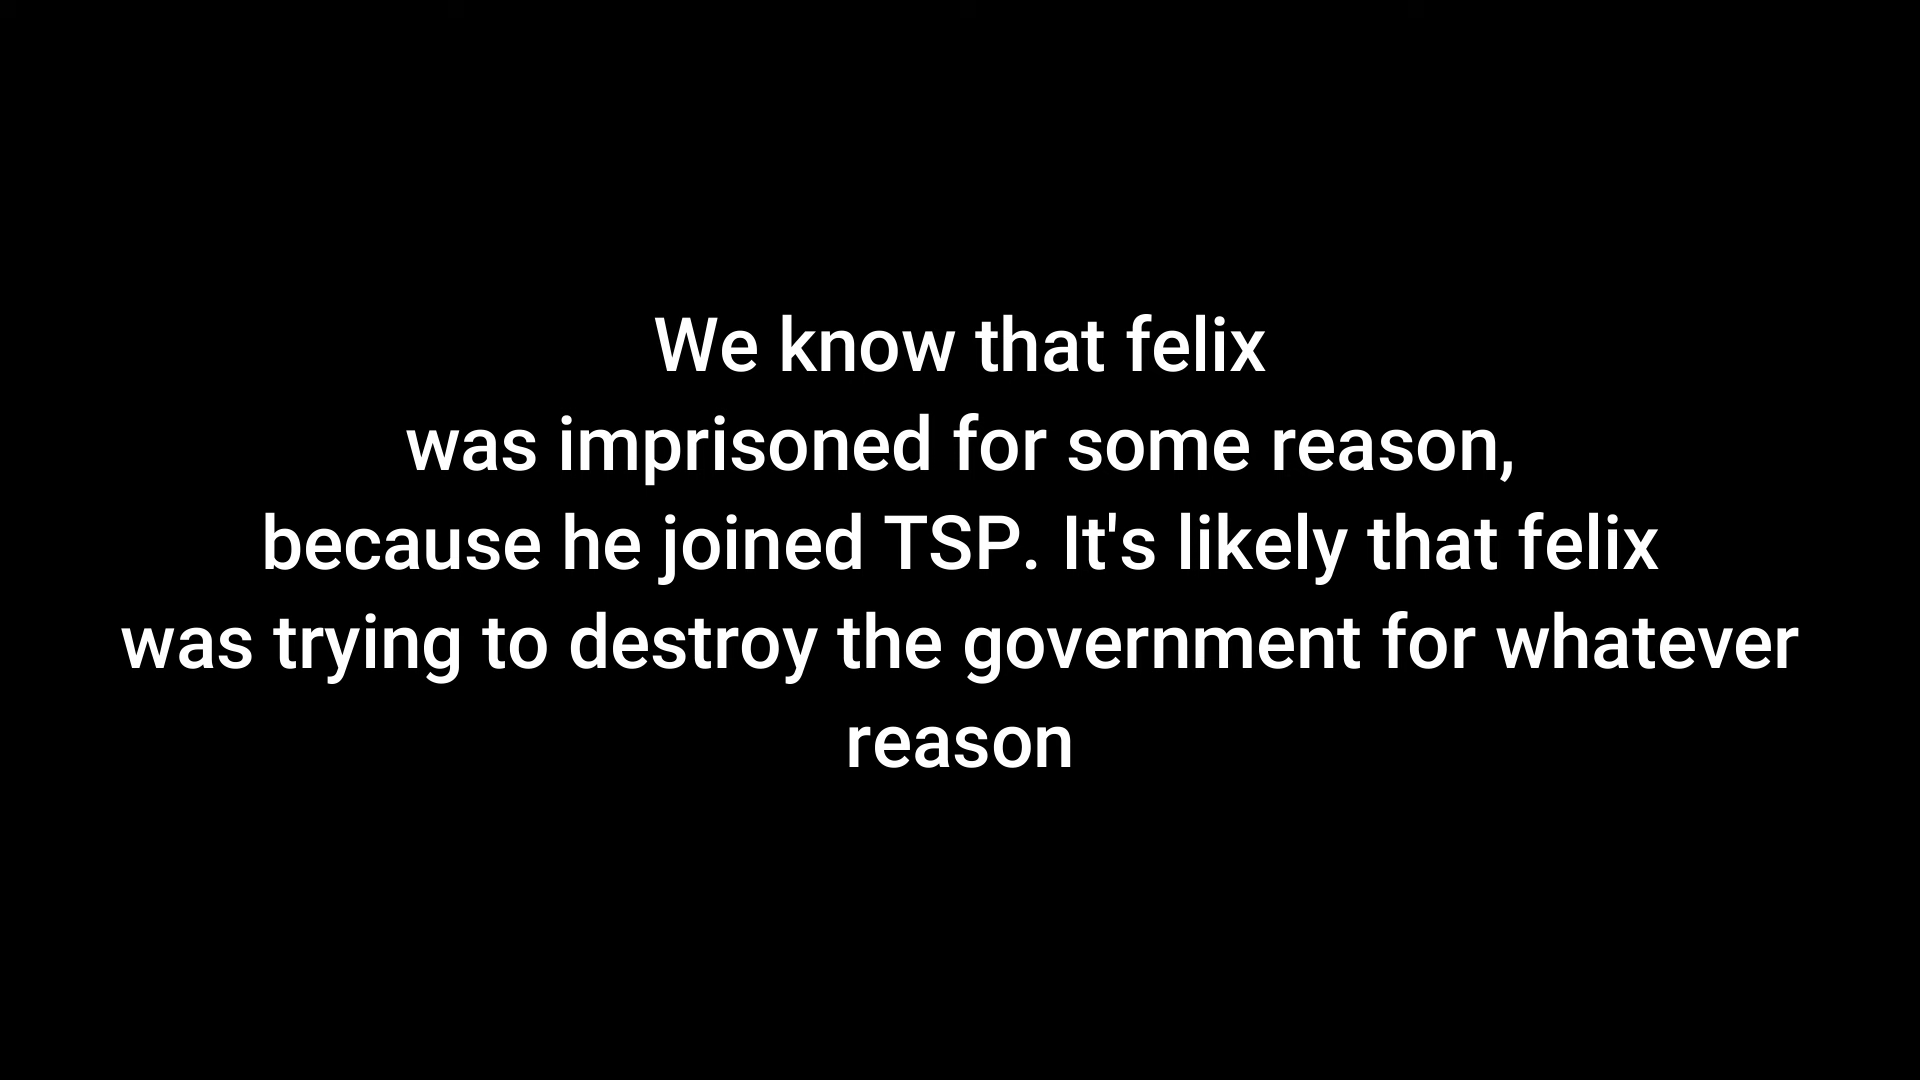 We know that felix
was imprisoned for some reason,
because he joined TSP. It's likely that felix
was trying to destroy the government for whatever
reason